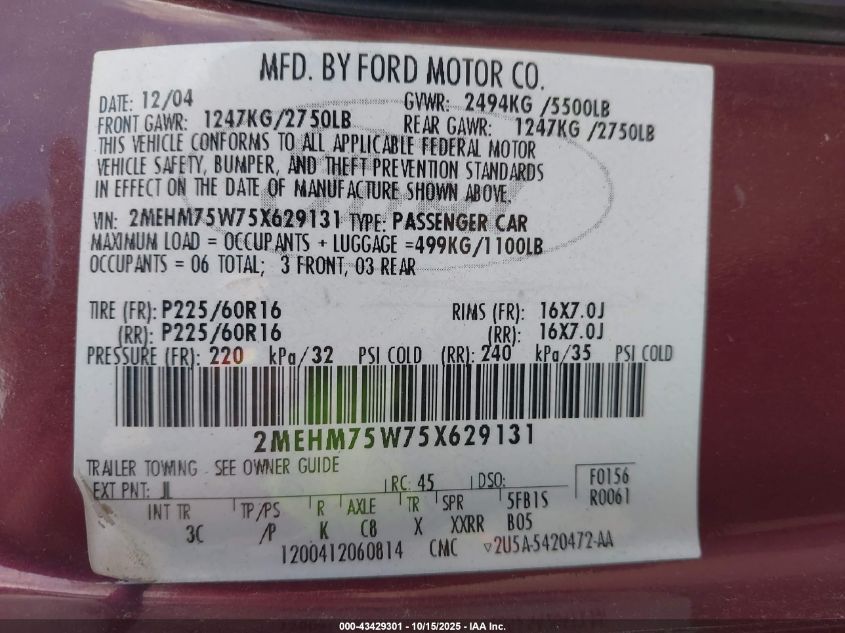 MFD. BY FORD MOTOR CO.
DATE: 12/04 GVWR: 2494KG /5500LB
FRONT GAWR: 1247KG/2750LB REAR GAWR: 1247KG /2750LB
THIS VEHICLE CONFORMS TO ALL APPLICABLE FEDERAL MOTOR
VEHICLE SAFETY, BUMPER, AND THEFT PREVENTION STANDARDS
IN EFFECT ON THE DATE OF MANUFACTURE SHOWN ABOVE.
VIN: 2MEHM75W75X629131 TYPE: PASSENGER CAR
MAXIMUM LOAD = OCCUPANTS + LUGGAGE =499KG/1100LB
OCCUPANTS = 06 TOTAL; 3 FRONT, 03 REAR
TIRE (FR): P225/60R16 RIMS (FR): 16X7.0J
(RR): P225/60R16 (RR): 16X7.0J
PRESSURE (FR): 220 kPa/32 PSI COLD (RR): 240 kPa/35 PSI COLD
2MEHM75W75X629131
TRAILER TOWING - SEE OWNER GUIDE
EXT PNT: JL RC: 45 DSO: F0156
INT TR TP/PS R AXLE TR SPR 5FB1S R0061
3C /P K C8 X XXRR B05
1200412060814 CMC ▽2U5A-5420472-AA
000-43429301 - 10/15/2025 - IAA Inc.